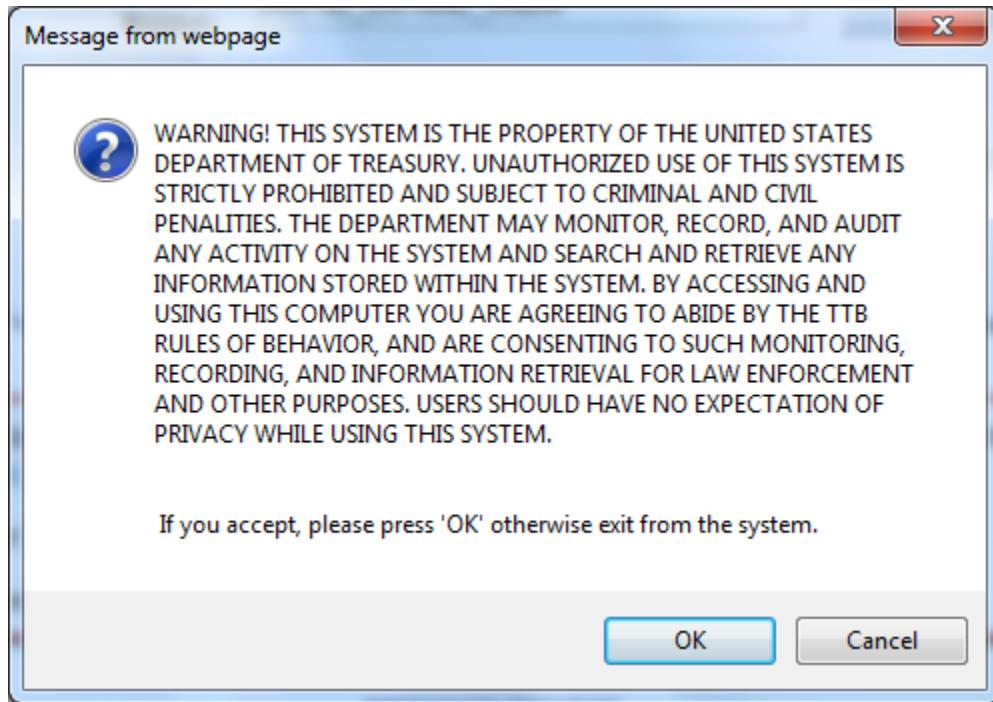 Message from webpage
WARNING! THIS SYSTEM IS THE PROPERTY OF THE UNITED STATES
DEPARTMENT OF TREASURY. UNAUTHORIZED USE OF THIS SYSTEM IS
STRICTLY PROHIBITED AND SUBJECT TO CRIMINAL AND CIVIL
PENALITIES. THE DEPARTMENT MAY MONITOR, RECORD, AND AUDIT
ANY ACTIVITY ON THE SYSTEM AND SEARCH AND RETRIEVE ANY
INFORMATION STORED WITHIN THE SYSTEM. BY ACCESSING AND
USING THIS COMPUTER YOU ARE AGREEING TO ABIDE BY THE TTB
RULES OF BEHAVIOR, AND ARE CONSENTING TO SUCH MONITORING,
RECORDING, AND INFORMATION RETRIEVAL FOR LAW ENFORCEMENT
AND OTHER PURPOSES. USERS SHOULD HAVE NO EXPECTATION OF
PRIVACY WHILE USING THIS SYSTEM.
If you accept, please press 'OK' otherwise exit from the system.
OK Cancel